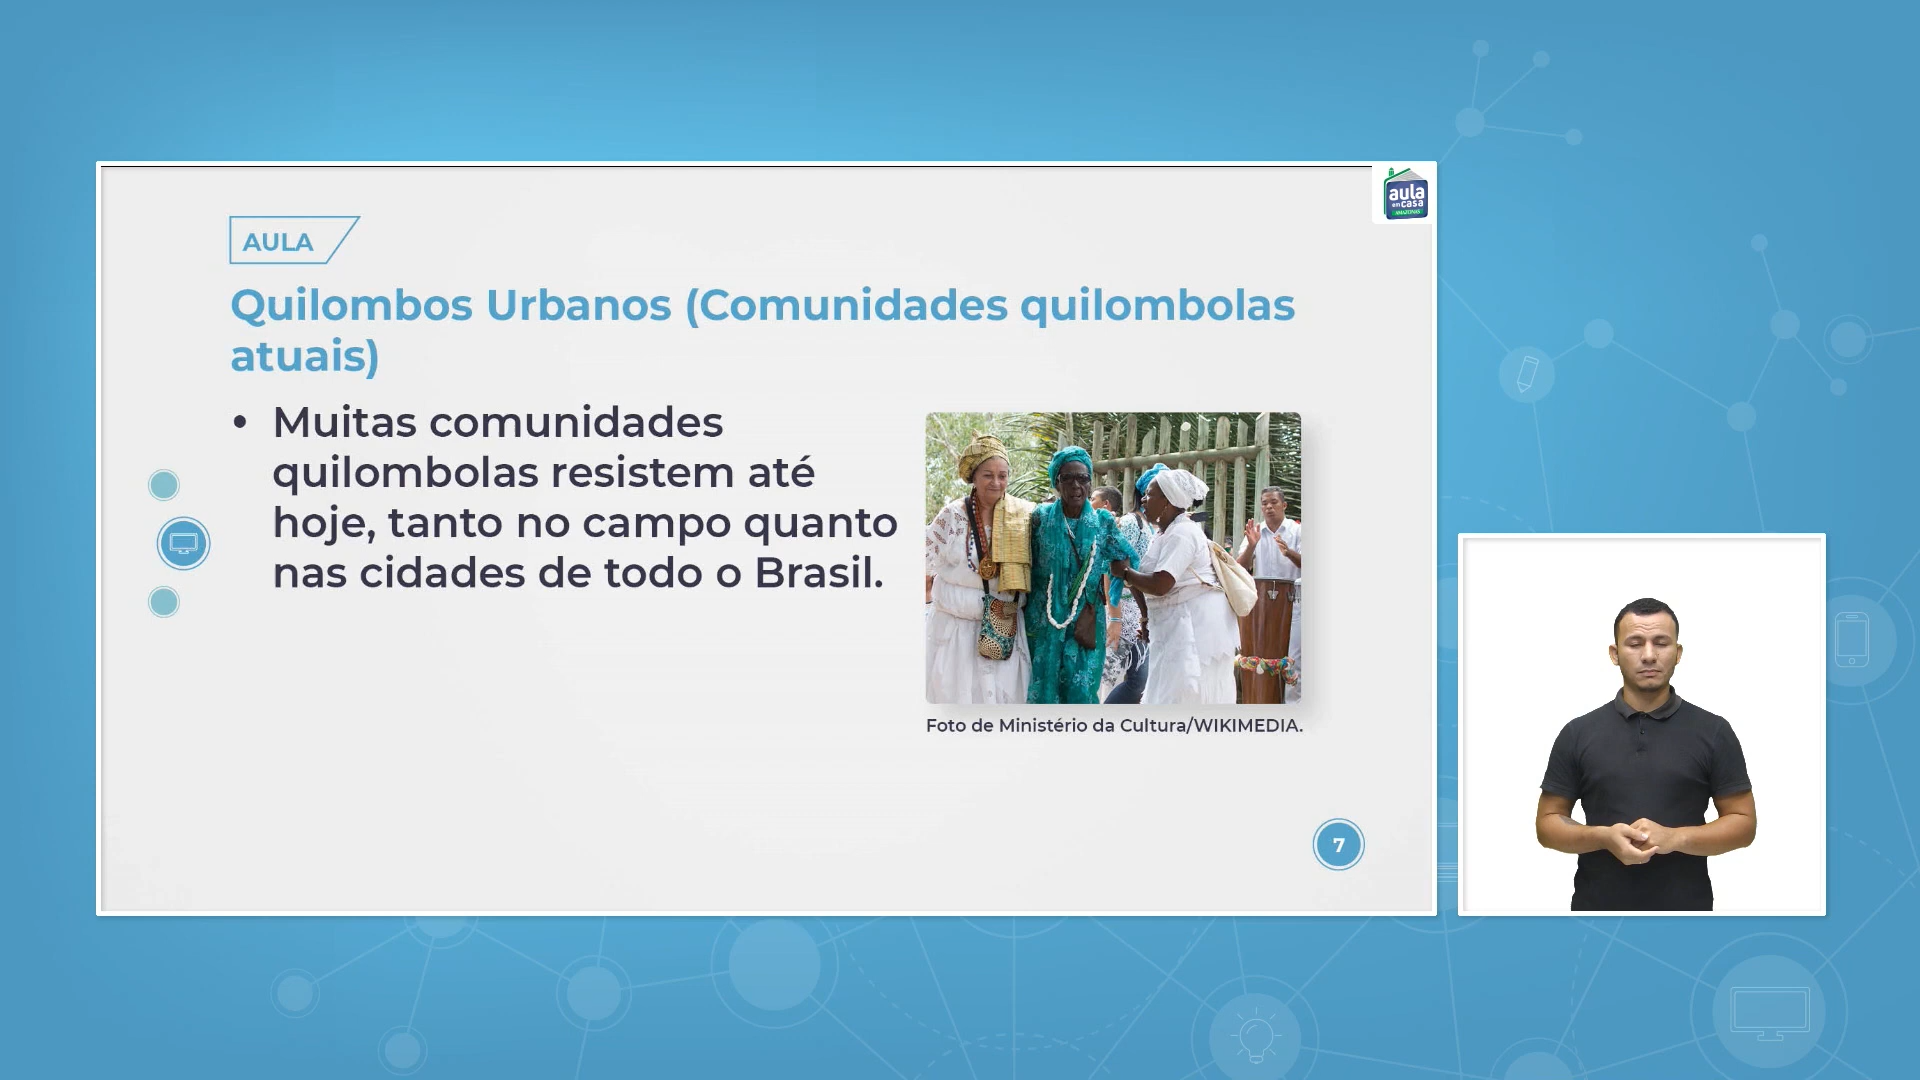 aula
em casa
AMAZONAS
AULA
Quilombos Urbanos (Comunidades quilombolas
atuais)
• Muitas comunidades
quilombolas resistem até
hoje, tanto no campo quanto
nas cidades de todo o Brasil.
Foto de Ministério da Cultura/WIKIMEDIA.
7